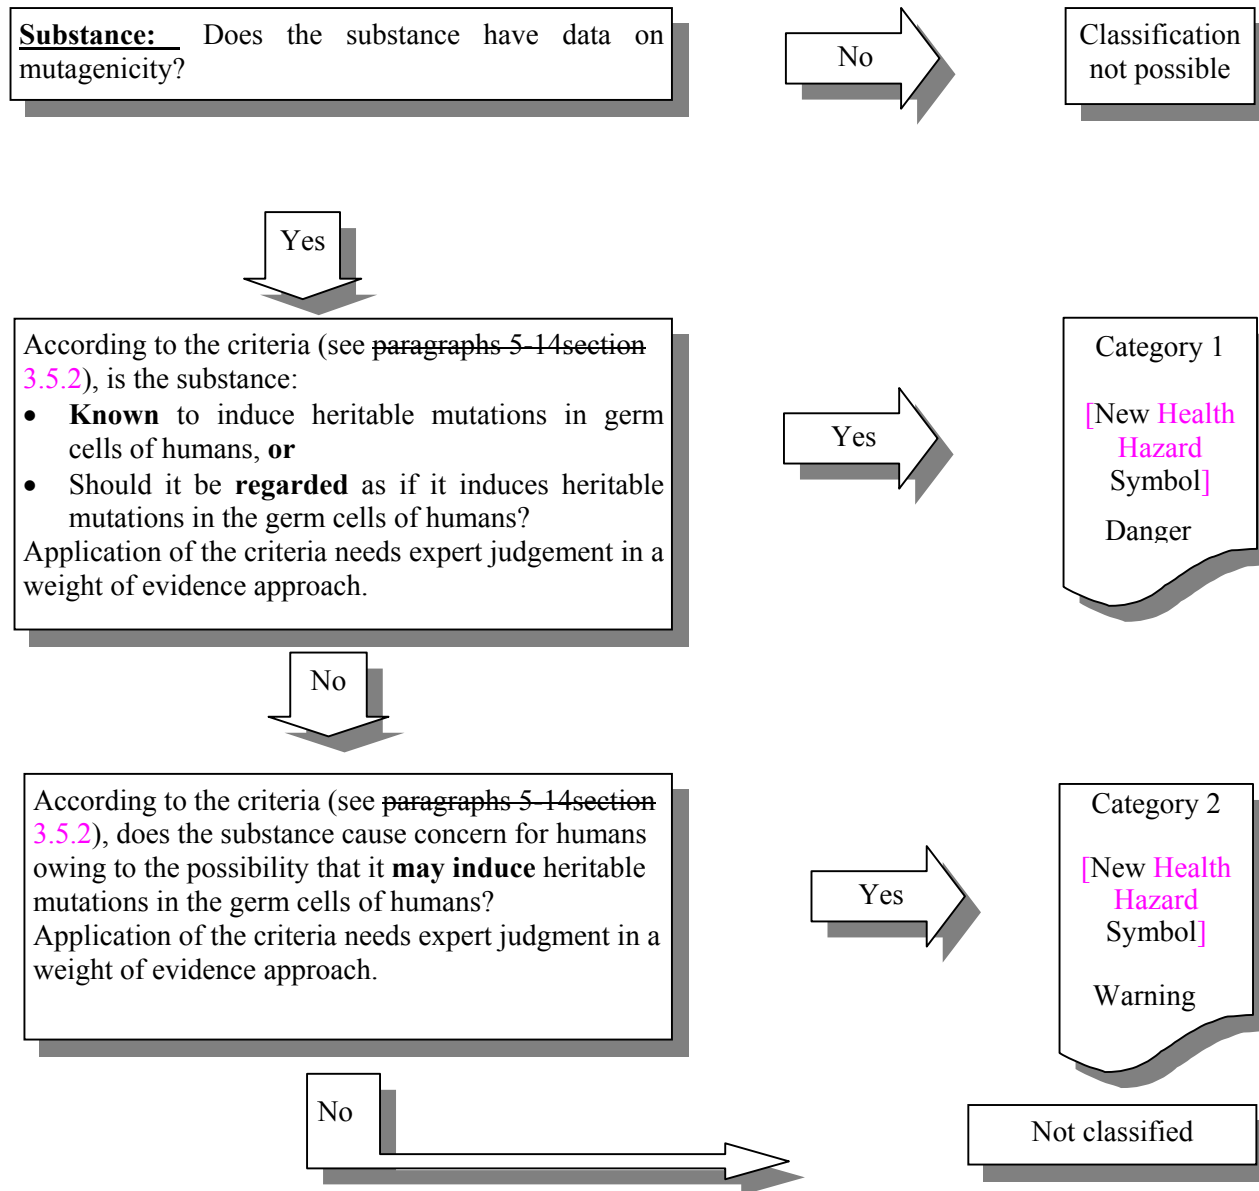 Substance: Does the substance have data on
mutagenicity?
No
Classification
not possible
Yes
According to the criteria (see paragraphs 5-14section
3.5.2), is the substance:
• Known to induce heritable mutations in germ
cells of humans, or
• Should it be regarded as if it induces heritable
mutations in the germ cells of humans?
Application of the criteria needs expert judgement in a
weight of evidence approach.
Yes
Category 1
[New Health
Hazard
Symbol]
Danger
No
According to the criteria (see paragraphs 5-14section
3.5.2), does the substance cause concern for humans
owing to the possibility that it may induce heritable
mutations in the germ cells of humans?
Application of the criteria needs expert judgment in a
weight of evidence approach.
Yes
Category 2
[New Health
Hazard
Symbol]
Warning
No
Not classified